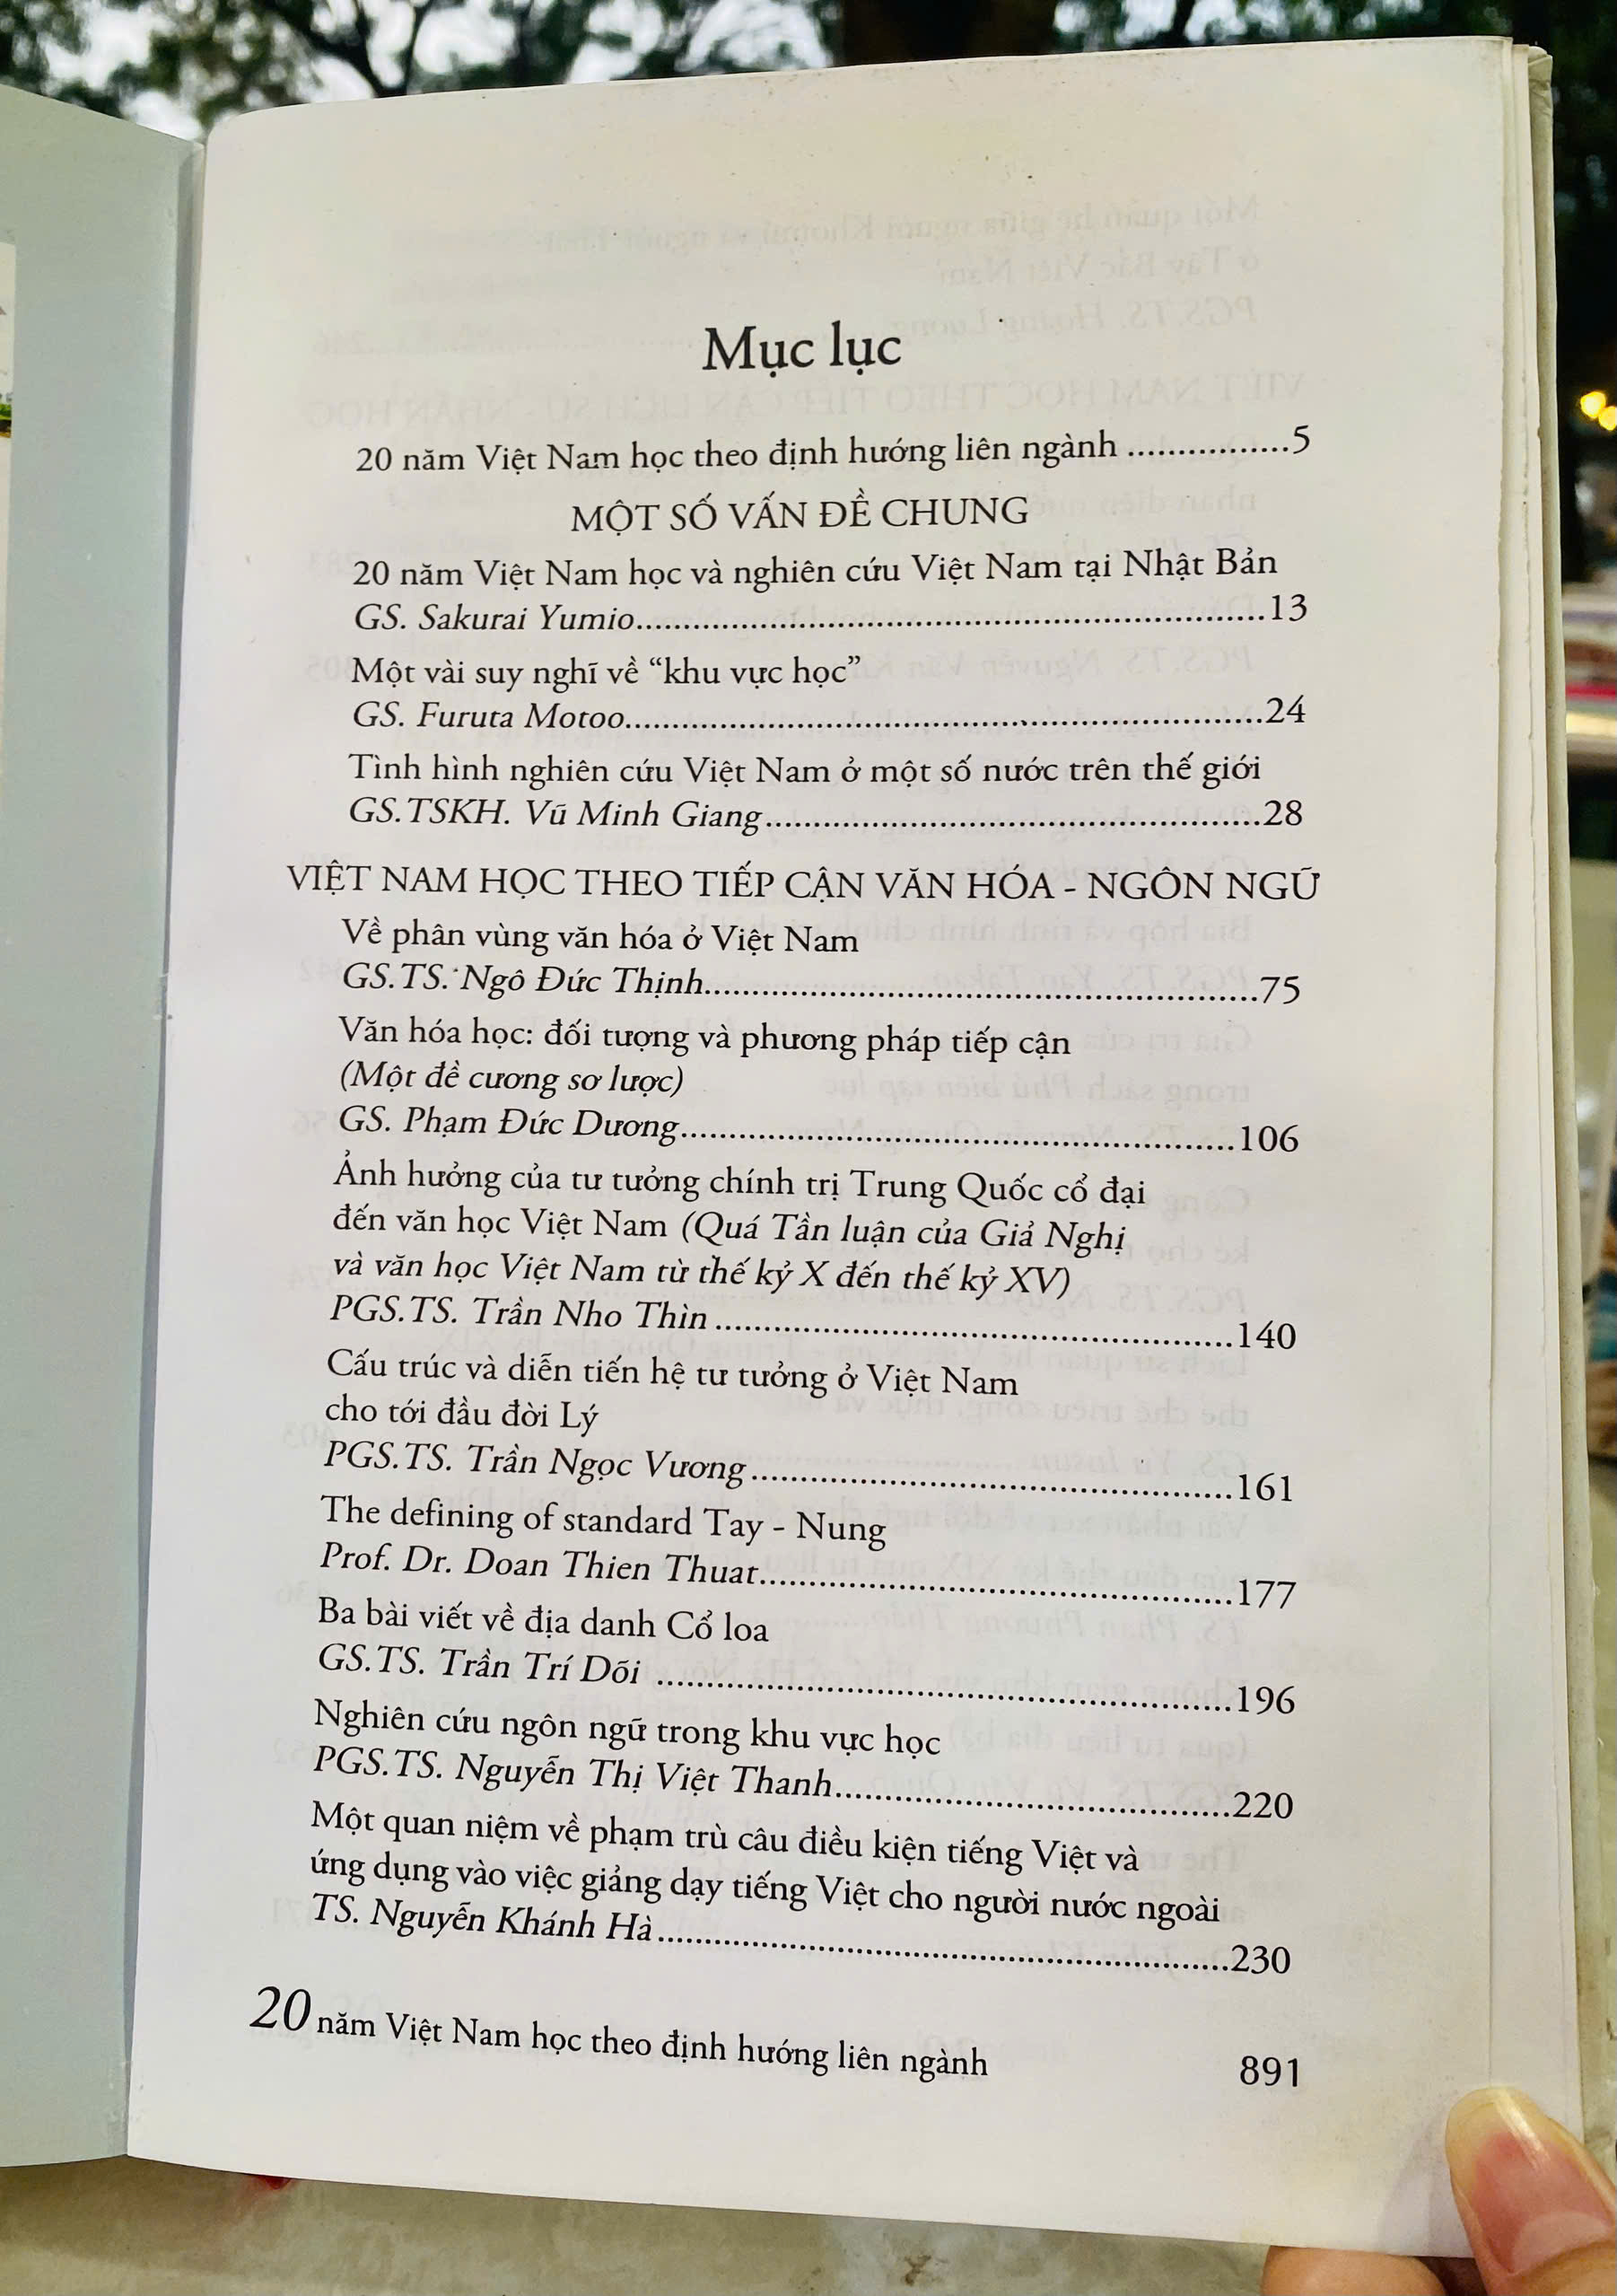 Mục lục
20 năm Việt Nam học theo định hướng liên ngành ................5
MỘT SỐ VẤN ĐỀ CHUNG
20 năm Việt Nam học và nghiên cứu Việt Nam tại Nhật Bản
GS. Sakurai Yumio................................................................13
Một vài suy nghĩ về “khu vực học”
GS. Furuta Motoo................................................................24
Tình hình nghiên cứu Việt Nam ở một số nước trên thế giới
GS.TSKH. Vũ Minh Giang..................................................28
VIỆT NAM HỌC THEO TIẾP CẬN VĂN HÓA - NGÔN NGỮ
Về phân vùng văn hóa ở Việt Nam
GS.TS. Ngô Đức Thịnh........................................................75
Văn hóa học: đối tượng và phương pháp tiếp cận
(Một đề cương sơ lược)
GS. Phạm Đức Dương........................................................106
Ảnh hưởng của tư tưởng chính trị Trung Quốc cổ đại
đến văn học Việt Nam (Quá Tần luận của Giả Nghị
và văn học Việt Nam từ thế kỷ X đến thế kỷ XV)
PGS.TS. Trần Nho Thìn ....................................................140
Cấu trúc và diễn tiến hệ tư tưởng ở Việt Nam
cho tới đầu đời Lý
PGS.TS. Trần Ngọc Vương................................................161
The defining of standard Tay - Nung
Prof. Dr. Doan Thien Thuat................................................177
Ba bài viết về địa danh Cổ loa
GS.TS. Trần Trí Dõi ..........................................................196
Nghiên cứu ngôn ngữ trong khu vực học
PGS.TS. Nguyễn Thị Việt Thanh........................................220
Một quan niệm về phạm trù câu điều kiện tiếng Việt và
ứng dụng vào việc giảng dạy tiếng Việt cho người nước ngoài
TS. Nguyễn Khánh Hà..........................................................230
20 năm Việt Nam học theo định hướng liên ngành 891